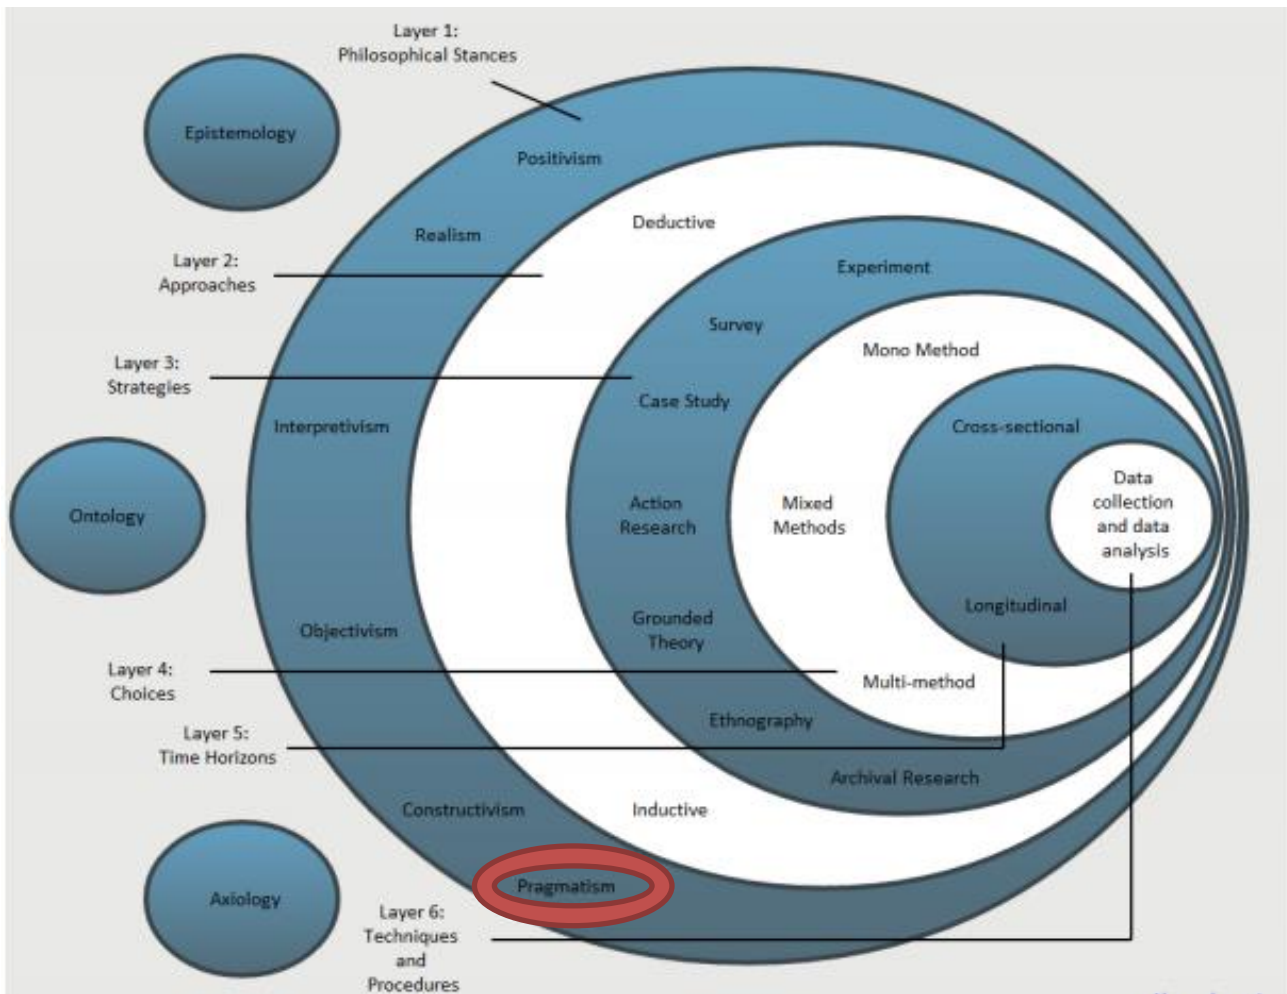 Layer 1:
Philosophical Stances
Epistemology
Positivism
Realism
Deductive
Layer 2:
Approaches
Experiment
Survey
Mono Method
Layer 3:
Strategies
Case Study
Interpretivism
Cross-sectional
Ontology
Action
Research
Mixed
Methods
Data
collection
and data
analysis
Longitudinal
Grounded
Theory
Objectivism
Layer 4:
Choices
Multi-method
Ethnography
Layer 5:
Time Horizons
Archival Research
Constructivism
Inductive
Pragmatism
Axiology
Layer 6:
Techniques
and
Procedures